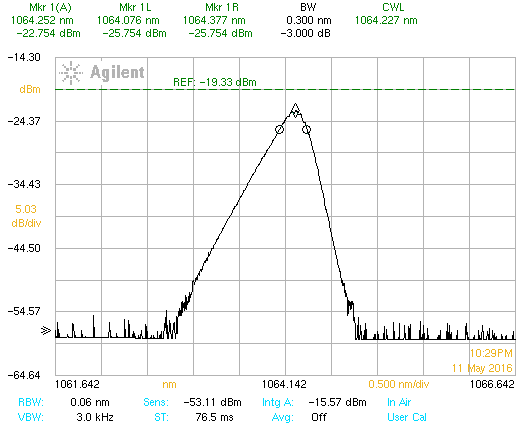 Mkr 1(A) Mkr 1L Mkr 1R BW CWL
1064.252 nm 1064.076 nm 1064.377 nm 0.300 nm 1064.227 nm
-22.754 dBm -25.754 dBm -25.754 dBm -3.000 dB
-14.30
Agilent
REF: -19.33 dBm
dBm
-24.37
-34.43
5.03
dB/div
-44.50
-54.57
10:29PM
11 May 2016
-64.64
1061.642 nm 1064.142 0.500 nm/div 1066.642
RBW: 0.06 nm Sens: -53.11 dBm Intg A: -15.57 dBm In Air
VBW: 3.0 kHz ST: 76.5 ms Avg: Off User Cal